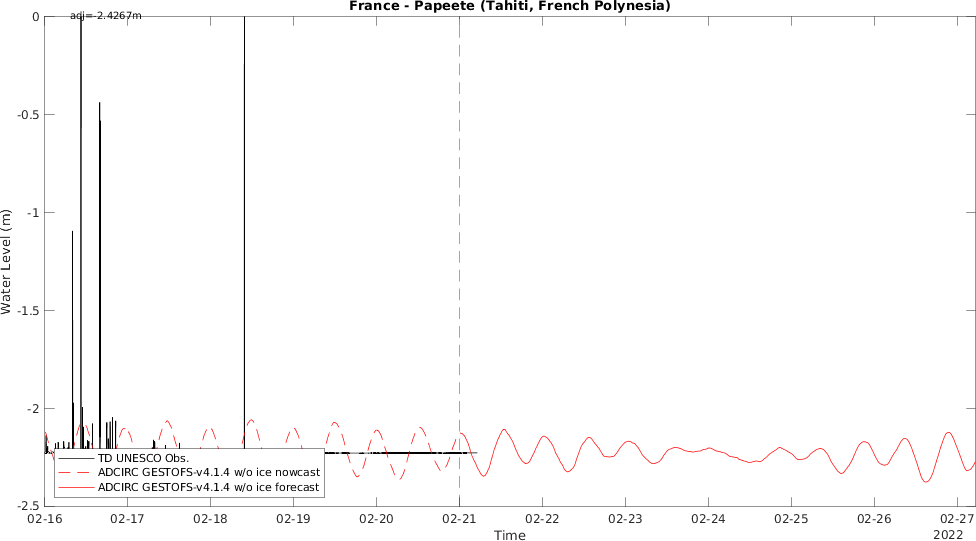 France - Papeete (Tahiti, French Polynesia)
adj=-2.4267m
0
-0.5
-1
-1.5
-2
-2.5
Water Level (m)
TD UNESCO Obs.
ADCIRC GESTOFS-v4.1.4 w/o ice nowcast
ADCIRC GESTOFS-v4.1.4 w/o ice forecast
02-16 02-17 02-18 02-19 02-20 02-21 02-22 02-23 02-24 02-25 02-26 02-27
Time
2022